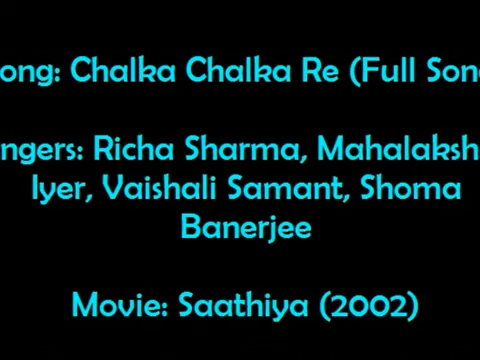 ong: Chalka Chalka Re (Full Son
ngers: Richa Sharma, Mahalaksh
Iyer, Vaishali Samant, Shoma
Banerjee
Movie: Saathiya (2002)